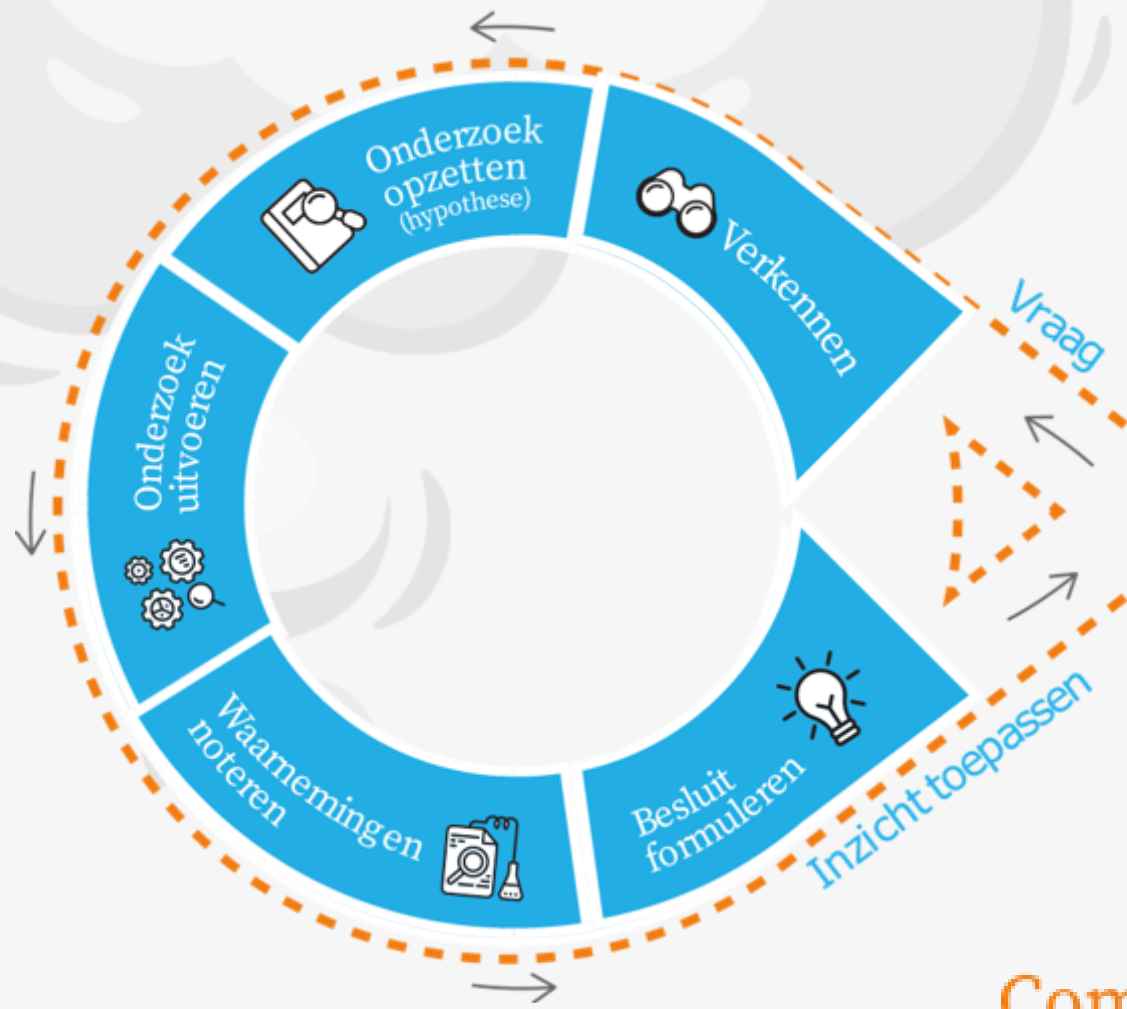 Vraag
Verkennen
Onderzoek
opzetten
(hypothese)
Onderzoek
uitvoeren
Waarnemingen
noteren
Besluit
formuleren
Inzicht toepassen